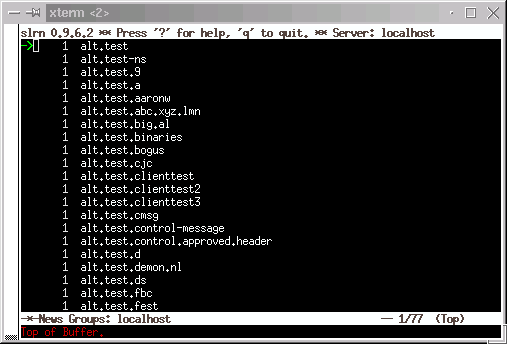 xterm <2>
slrn 0.9.6.2 ** Press '?' for help, 'q' to quit. ** Server: localhost
-> 1 alt.test
1 alt.test-ns
1 alt.test.9
1 alt.test.a
1 alt.test.aaronw
1 alt.test.abc.xyz.lmn
1 alt.test.big.al
1 alt.test.binaries
1 alt.test.bogus
1 alt.test.cjc
1 alt.test.clienttest
1 alt.test.clienttest2
1 alt.test.clienttest3
1 alt.test.cmsg
1 alt.test.control-message
1 alt.test.control.approved.header
1 alt.test.d
1 alt.test.demon.nl
1 alt.test.ds
1 alt.test.fbc
1 alt.test.fest
-*-News Groups: localhost -- 1/77 (Top)
Top of Buffer.